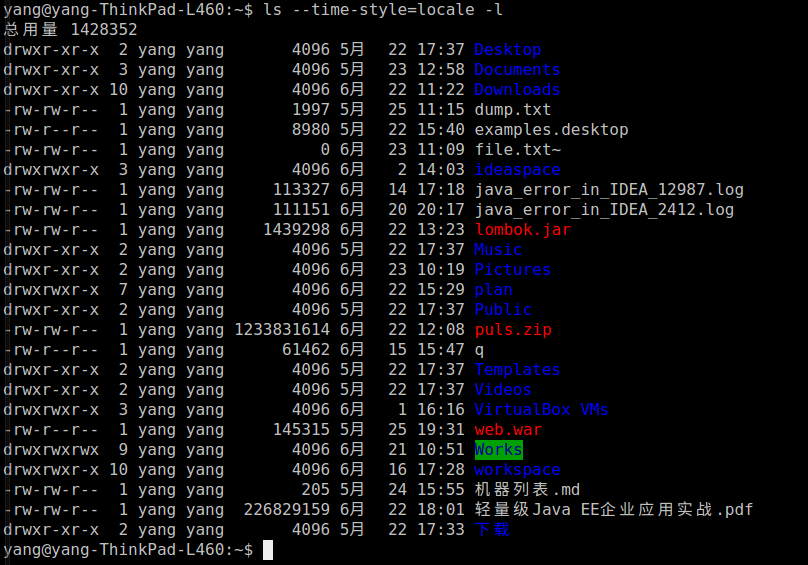 yang@yang-ThinkPad-L460:~$ ls --time-style=locale -l
总用量 1428352
drwxr-xr-x  2 yang yang       4096 5月  22 17:37 Desktop
drwxr-xr-x  3 yang yang       4096 5月  23 12:58 Documents
drwxr-xr-x 10 yang yang       4096 6月  22 11:22 Downloads
-rw-rw-r--  1 yang yang       1997 5月  25 11:15 dump.txt
-rw-r--r--  1 yang yang       8980 5月  22 15:40 examples.desktop
-rw-rw-r--  1 yang yang          0 6月  23 11:09 file.txt~
drwxrwxr-x  3 yang yang       4096 6月   2 14:03 ideaspace
-rw-rw-r--  1 yang yang     113327 6月  14 17:18 java_error_in_IDEA_12987.log
-rw-rw-r--  1 yang yang     111151 6月  20 20:17 java_error_in_IDEA_2412.log
-rw-rw-r--  1 yang yang    1439298 6月  22 13:23 lombok.jar
drwxr-xr-x  2 yang yang       4096 5月  22 17:37 Music
drwxr-xr-x  2 yang yang       4096 6月  23 10:19 Pictures
drwxrwxr-x  7 yang yang       4096 6月  22 15:29 plan
drwxr-xr-x  2 yang yang       4096 5月  22 17:37 Public
-rw-rw-r--  1 yang yang 1233831614 6月  22 12:08 puls.zip
-rw-r--r--  1 yang yang      61462 6月  15 15:47 q
drwxr-xr-x  2 yang yang       4096 5月  22 17:37 Templates
drwxr-xr-x  2 yang yang       4096 5月  22 17:37 Videos
drwxrwxr-x  3 yang yang       4096 6月   1 16:16 VirtualBox VMs
-rw-r--r--  1 yang yang     145315 5月  25 19:31 web.war
drwxrwxrwx  9 yang yang       4096 6月  21 10:51 Works
drwxrwxr-x 10 yang yang       4096 6月  16 17:28 workspace
-rw-rw-r--  1 yang yang        205 5月  24 15:55 机器列表.md
-rw-rw-r--  1 yang yang  226829159 6月  22 18:01 轻量级Java EE企业应用实战.pdf
drwxr-xr-x  2 yang yang       4096 5月  22 17:33 下载
yang@yang-ThinkPad-L460:~$